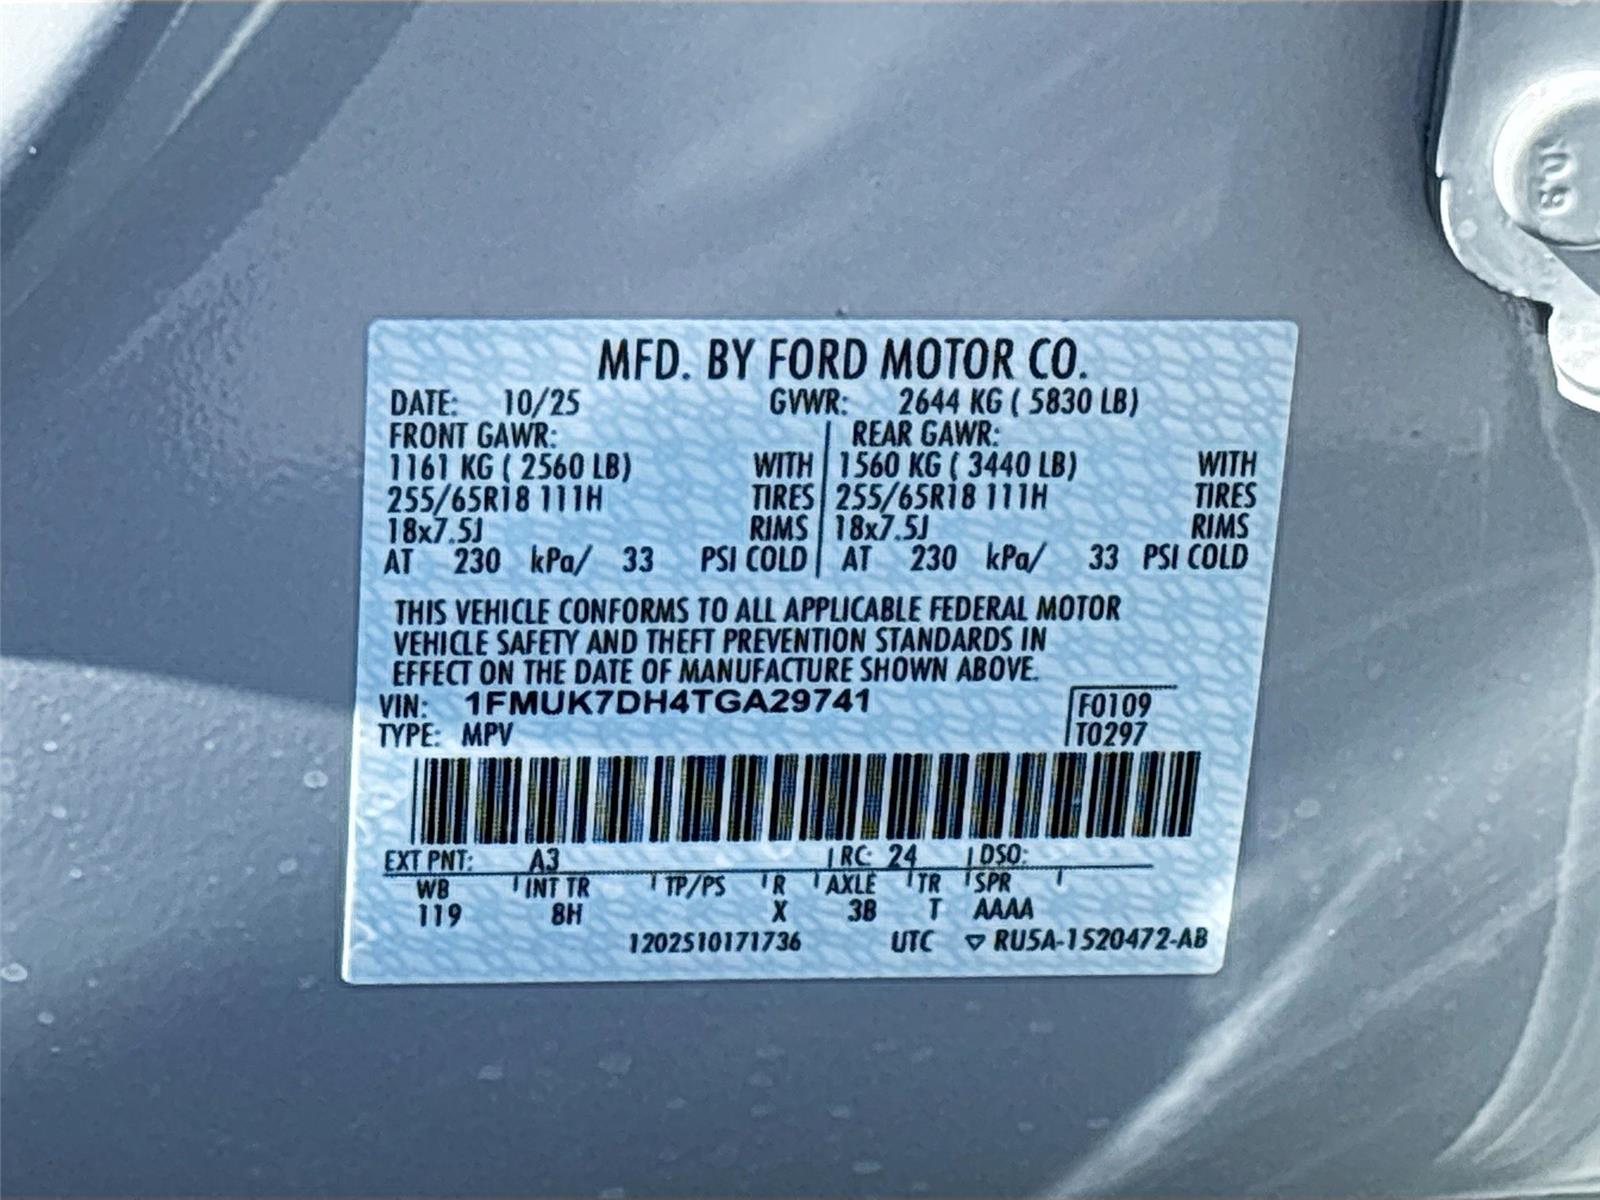 10.8
MFD. BY FORD MOTOR CO.
DATE: 10/25 GVWR: 2644 KG ( 5830 LB)
FRONT GAWR: REAR GAWR:
1161 KG ( 2560 LB) WITH 1560 KG ( 3440 LB) WITH
255/65R18 111H TIRES 255/65R18 111H TIRES
18x7.5J RIMS 18x7.5J RIMS
AT 230 kPa/ 33 PSI COLD AT 230 kPa/ 33 PSI COLD
THIS VEHICLE CONFORMS TO ALL APPLICABLE FEDERAL MOTOR
VEHICLE SAFETY AND THEFT PREVENTION STANDARDS IN
EFFECT ON THE DATE OF MANUFACTURE SHOWN ABOVE.
VIN: 1FMUK7DH4TGA29741 F0109
TYPE: MPV T0297
EXT PNT: A3 RC: 24 DSO:
WB INT TR TP/PS R AXLE TR SPR
119 8H X 3B T AAAA
1202510171736 UTC ▽ RU5A-1520472-AB